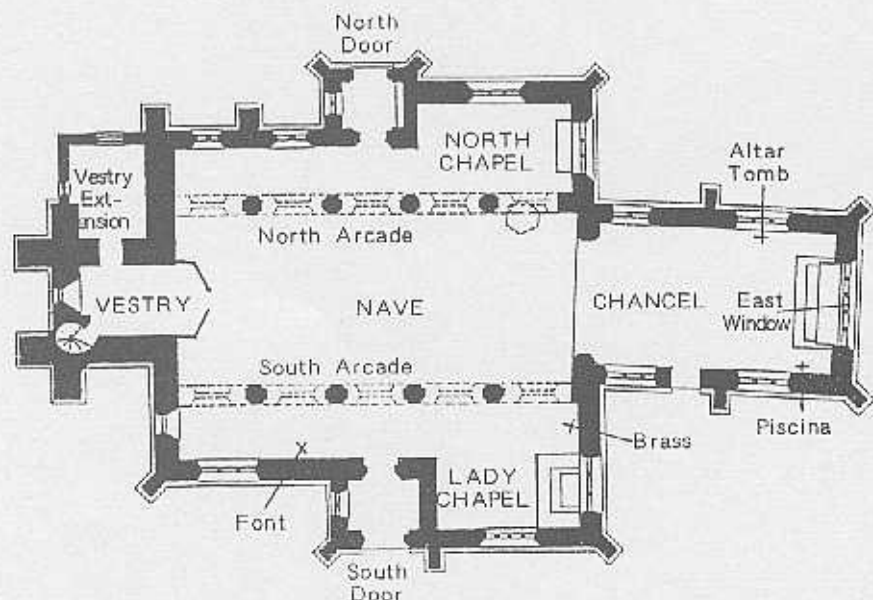 North
Door
NORTH
CHAPEL
Altar
Tomb
Vestry
Ext-
ension
North Arcade
VESTRY
NAVE
CHANCEL
East
Window
South Arcade
Piscina
Brass
LADY
CHAPEL
Font
South
Door